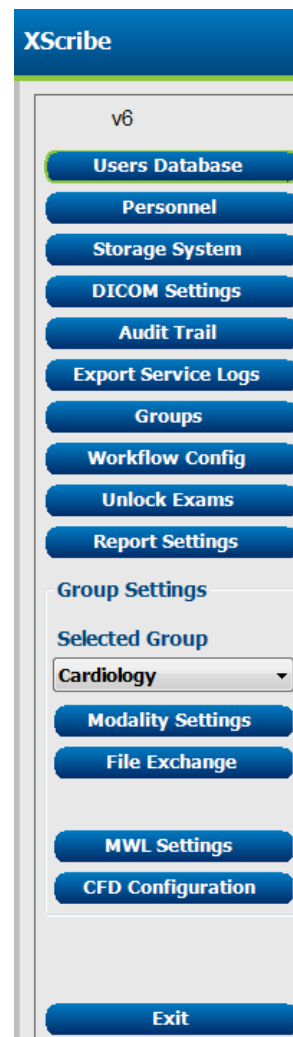 XScribe
v6
Users Database
Personnel
Storage System
DICOM Settings
Audit Trail
Export Service Logs
Groups
Workflow Config
Unlock Exams
Report Settings
Group Settings
Selected Group
Cardiology
Modality Settings
File Exchange
MWL Settings
CFD Configuration
Exit